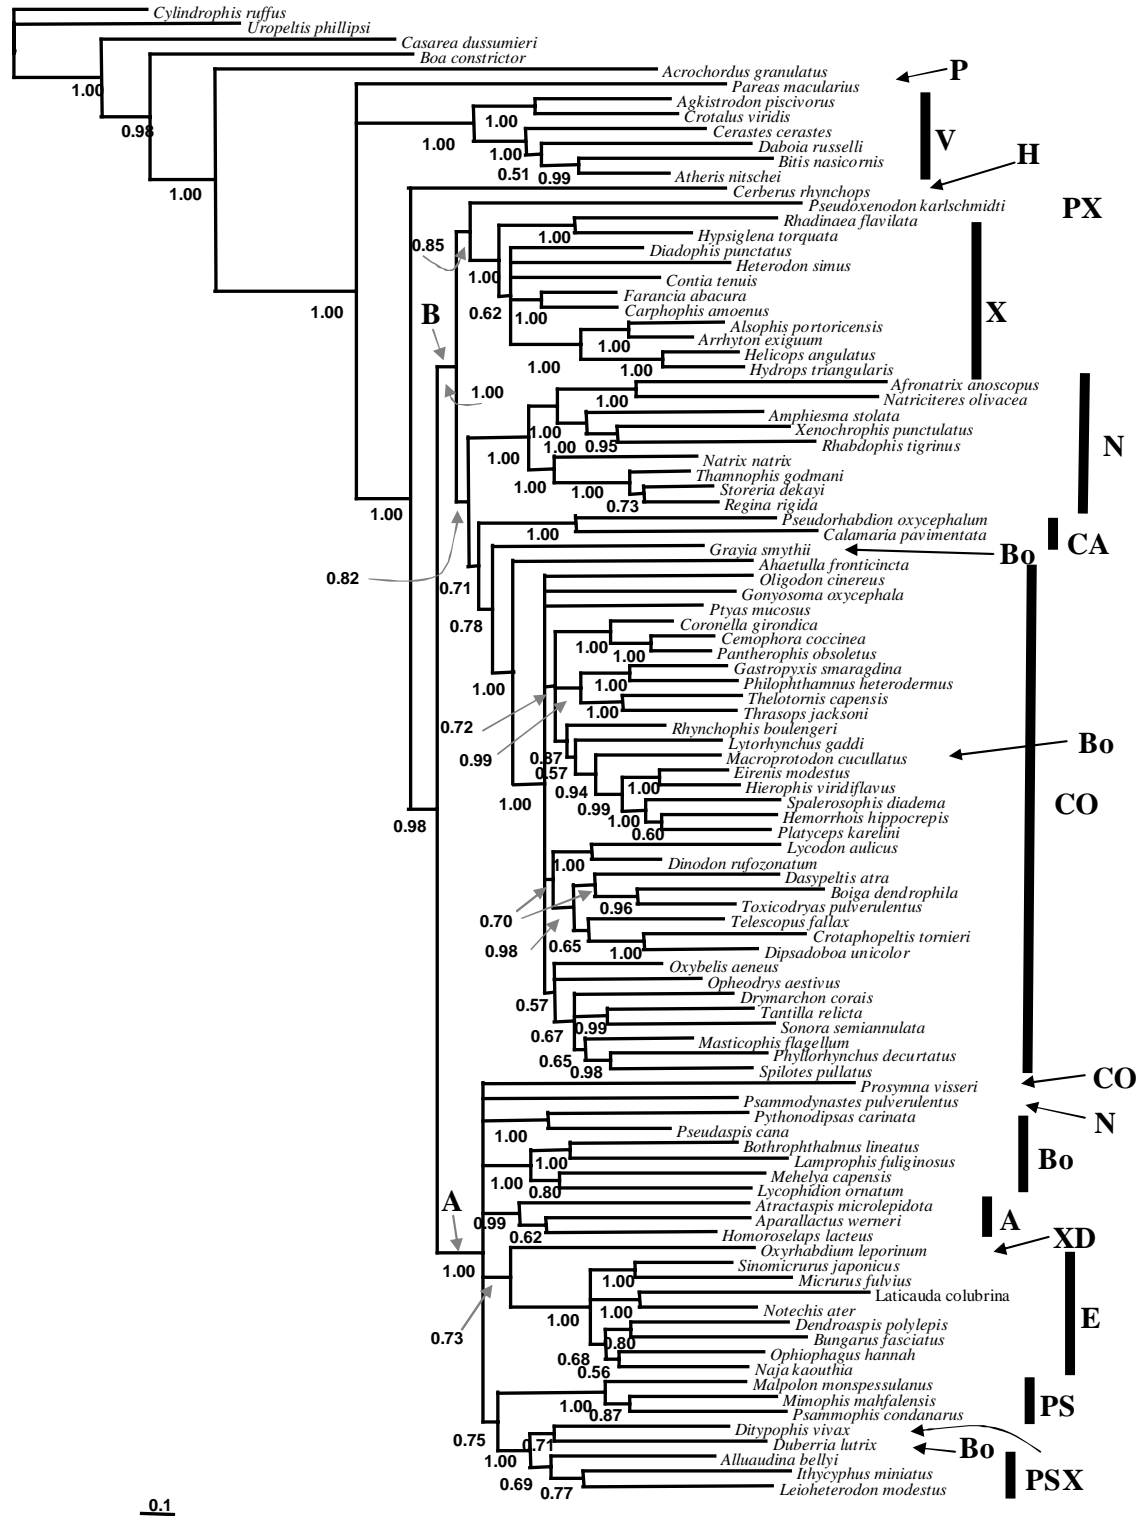 Cylindrophis ruffus
Uropeltis phillipsi
Casarea dussumieri
Boa constrictor
Acrochordus granulatus
P
1.00
Pareas macularius
Agkistrodon piscivorus
Crotalus viridis
1.00
0.98
Cerastes cerastes
V
1.00
Daboia russelli
1.00
H
Bitis nasicornis
0.51
0.99
Atheris nitschei
1.00
Cerberus rhynchops
Pseudoxenodon karlschmidti
PX
Rhadinaea flavilata
1.00
Hypsiglena torquata
0.85
Diadophis punctatus
Heterodon simus
1.00
Contia tenuis
Farancia abacura
1.00
0.62
Carphophis amoenus
X
B
1.00
Alsophis portoricensis
Arrhyton exiguum
1.00
Helicops angulatus
1.00
1.00
Hydrops triangularis
Afronatrix anoscopus
1.00
1.00
Natriciteres olivacea
Amphiesma stolata
1.00
Xenochrophis punctulatus
1.00
0.95
Rhabdophis tigrinus
N
1.00
Natrix natrix
Thamnophis godmani
1.00
1.00
Storeria dekayi
0.73
Regina rigida
1.00
Pseudorhabdion oxycephalum
1.00
Calamaria pavimentata
CA
Grayia smythii
Bo
Ahaetulla fronticincta
0.82
Oligodon cinereus
0.71
Gonyosoma oxycephala
Ptyas mucosus
0.78
Coronella girondica
Cemophora coccinea
1.00
1.00
Pantherophis obsoletus
Gastropyxis smaragdina
1.00
1.00
Philophthamnus heterodermus
Thelotornis capensis
1.00
Thrasops jacksoni
0.72
Rhynchophis boulengeri
Lytorhynchus gaddi
Bo
0.99
0.87
Macroprotodon cucullatus
0.57
Eirenis modestus
0.94
1.00
Hierophis viridiflavus
1.00
0.99
Spalerosophis diadema
CO
1.00
Hemorrhois hippocrepis
0.98
0.60
Platyceps karelini
Lycodon aulicus
1.00
Dinodon rufozonatum
Dasypeltis atra
Boiga dendrophila
0.96
Toxicodryas pulverulentus
0.70
Telescopus fallax
Crotaphopeltis tornieri
0.98
0.65
1.00
Dipsadoboa unicolor
Oxybelis aeneus
Opheodrys aestivus
0.57
Drymarchon corais
Tantilla relicta
0.67
0.99
Sonora semiannulata
Masticophis flagellum
0.65
Phyllorhynchus decurtatus
0.98
Spilotes pullatus
CO
Prosymna visseri
Psammodynastes pulverulentus
N
Pythonodipsas carinata
1.00
Pseudaspis cana
Bothrophthalmus lineatus
1.00
Lamprophis fuliginosus
Bo
Mehelya capensis
1.00
0.80
Lycophidion ornatum
A
Atractaspis microlepidota
0.99
Aparallactus werneri
A
0.62
Homoroselaps lacteus
XD
Oxyrhabdium leporinum
1.00
Sinomicrurus japonicus
1.00
Micrurus fulvius
Laticauda colubrina
1.00
1.00
Notechis ater
E
Dendroaspis polylepis
0.73
0.80
Bungarus fasciatus
0.68
Ophiophagus hannah
0.56
Naja kaouthia
Malpolon monspessulanus
1.00
Mimophis mahfalensis
PS
0.87
Psammophis condanarus
0.75
Ditypophis vivax
0.71
Duberria lutrix
Bo
1.00
Alluaudina bellyi
0.69
Ithycyphus miniatus
PSX
0.77
Leioheterodon modestus
0.1